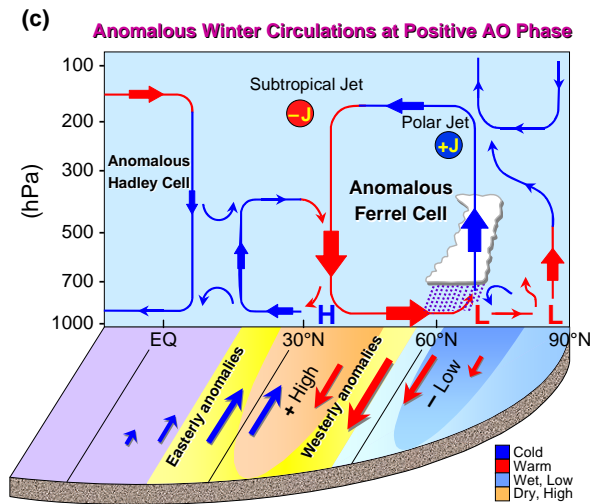 (c)
Anomalous Winter Circulations at Positive AO Phase
100
200
300
500
700
1000
(hPa)
Subtropical Jet
–J
Polar Jet
+J
Anomalous
Hadley Cell
Anomalous
Ferrel Cell
H
L
L
EQ
30°N
60°N
90°N
Easterly anomalies
+ High
Westerly anomalies
– Low
Cold
Warm
Wet, Low
Dry, High